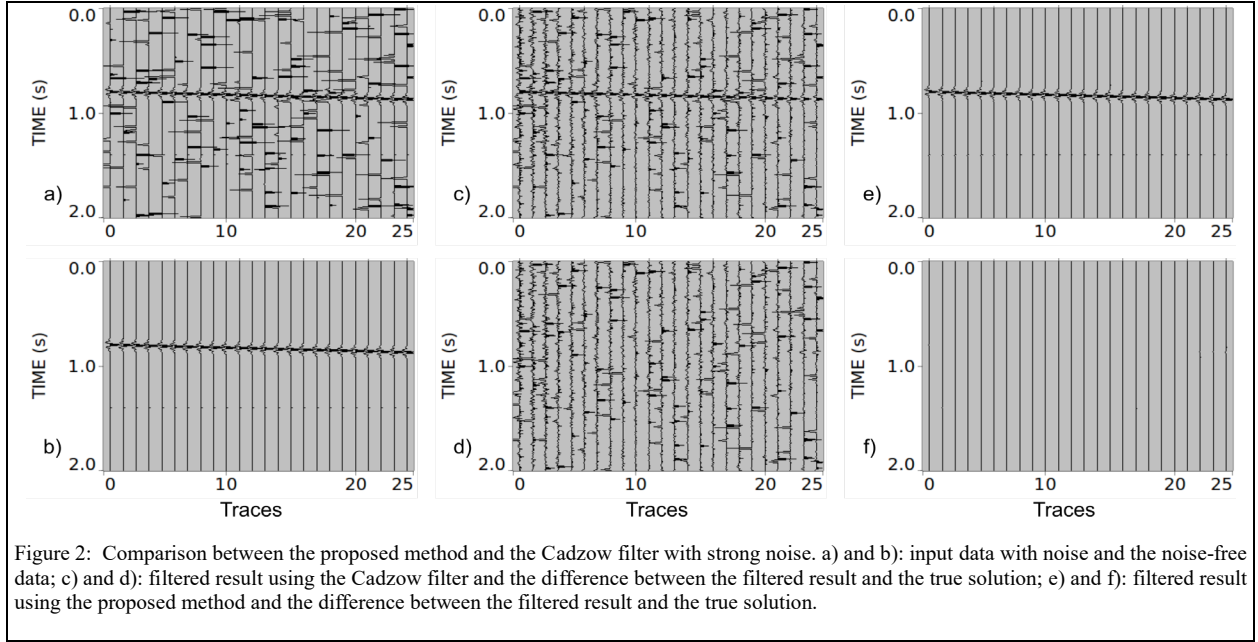 0.0
TIME (s)
1.0
a)
2.0
0 10 20 25
0.0
TIME (s)
1.0
c)
2.0
0 10 20 25
0.0
TIME (s)
1.0
e)
2.0
0 10 20 25
0.0
TIME (s)
1.0
b)
2.0
0 10 20 25
Traces
0.0
TIME (s)
1.0
d)
2.0
0 10 20 25
Traces
0.0
TIME (s)
1.0
f)
2.0
0 10 20 25
Traces
Figure 2: Comparison between the proposed method and the Cadzow filter with strong noise. a) and b): input data with noise and the noise-free
data; c) and d): filtered result using the Cadzow filter and the difference between the filtered result and the true solution; e) and f): filtered result
using the proposed method and the difference between the filtered result and the true solution.